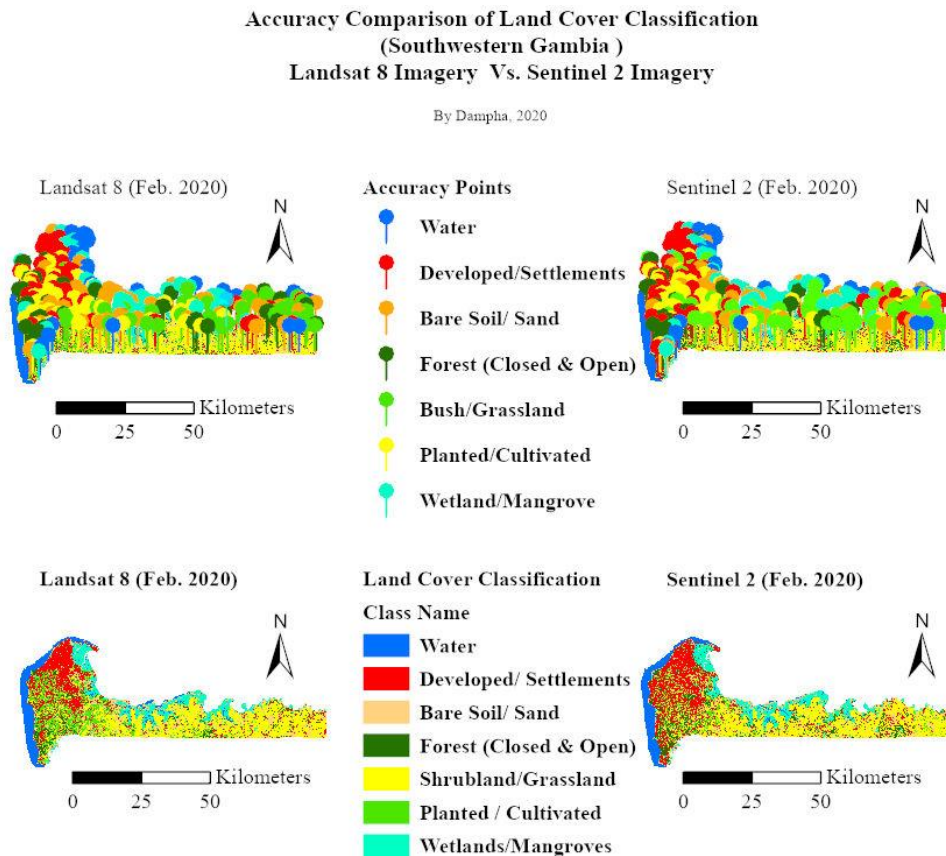 Accuracy Comparison of Land Cover Classification
(Southwestern Gambia )
Landsat 8 Imagery Vs. Sentinel 2 Imagery
By Dampha, 2020
Landsat 8 (Feb. 2020)
N
Kilometers
0 25 50
Accuracy Points
Water
Developed/Settlements
Bare Soil/ Sand
Forest (Closed & Open)
Bush/Grassland
Planted/Cultivated
Wetland/Mangrove
Sentinel 2 (Feb. 2020)
N
Kilometers
0 25 50
Landsat 8 (Feb. 2020)
N
Kilometers
0 25 50
Land Cover Classification
Class Name
Water
Developed/ Settlements
Bare Soil/ Sand
Forest (Closed & Open)
Shrubland/Grassland
Planted / Cultivated
Wetlands/Mangroves
Sentinel 2 (Feb. 2020)
N
Kilometers
0 25 50